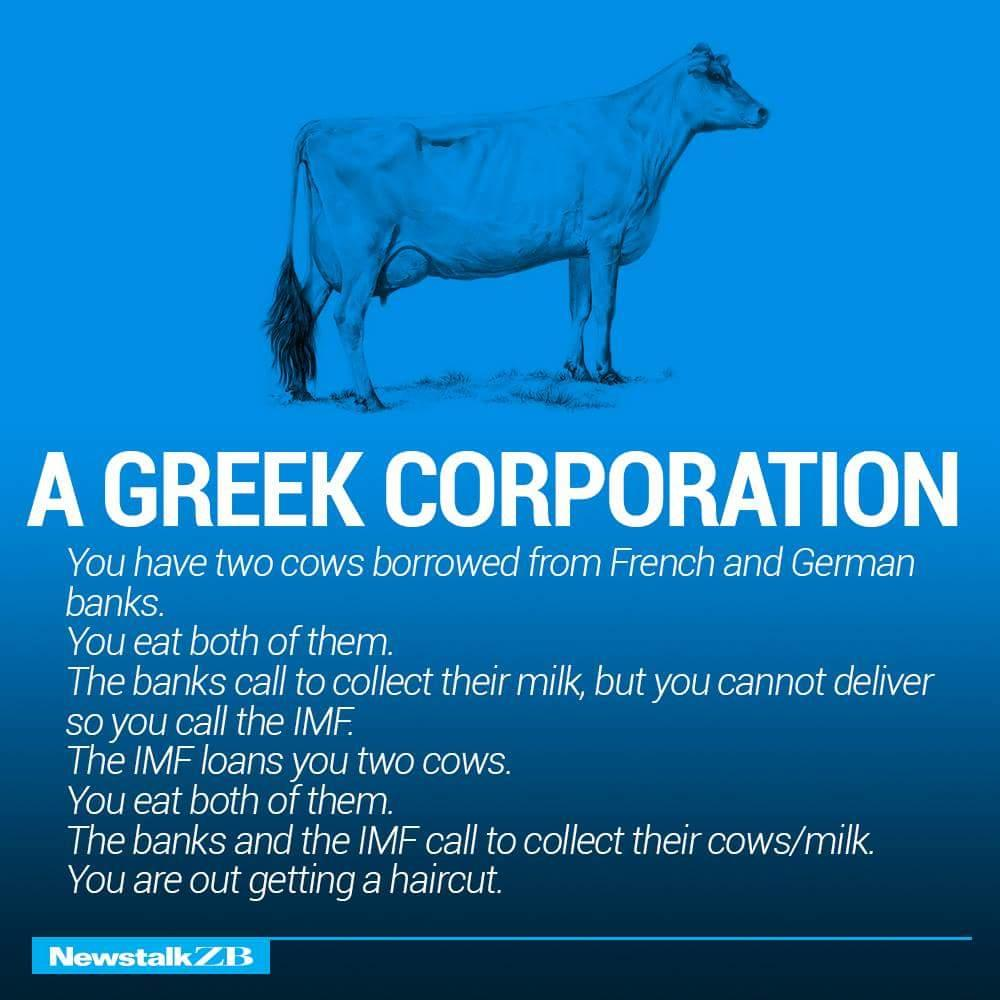 A GREEK CORPORATION
You have two cows borrowed from French and German
banks.
You eat both of them.
The banks call to collect their milk, but you cannot deliver
so you call the IMF.
The IMF loans you two cows.
You eat both of them.
The banks and the IMF call to collect their cows/milk.
You are out getting a haircut.
NewstalkZB